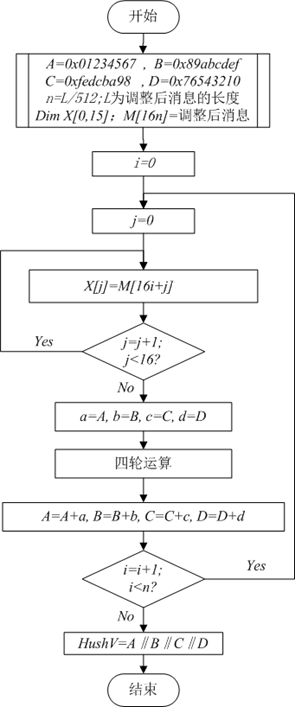 开始
A=0x01234567 , B=0x89abcdef
C=0xfedcba98 , D=0x76543210
n=L/512;L为调整后消息的长度
Dim X[0,15]；M[16n]=调整后消息
i=0
j=0
X[j]=M[16i+j]
Yes
j=j+1;
j<16?
No
a=A, b=B, c=C, d=D
四轮运算
A=A+a, B=B+b, C=C+c, D=D+d
i=i+1;
i<n?
Yes
No
HushV=A∥B∥C∥D
结束